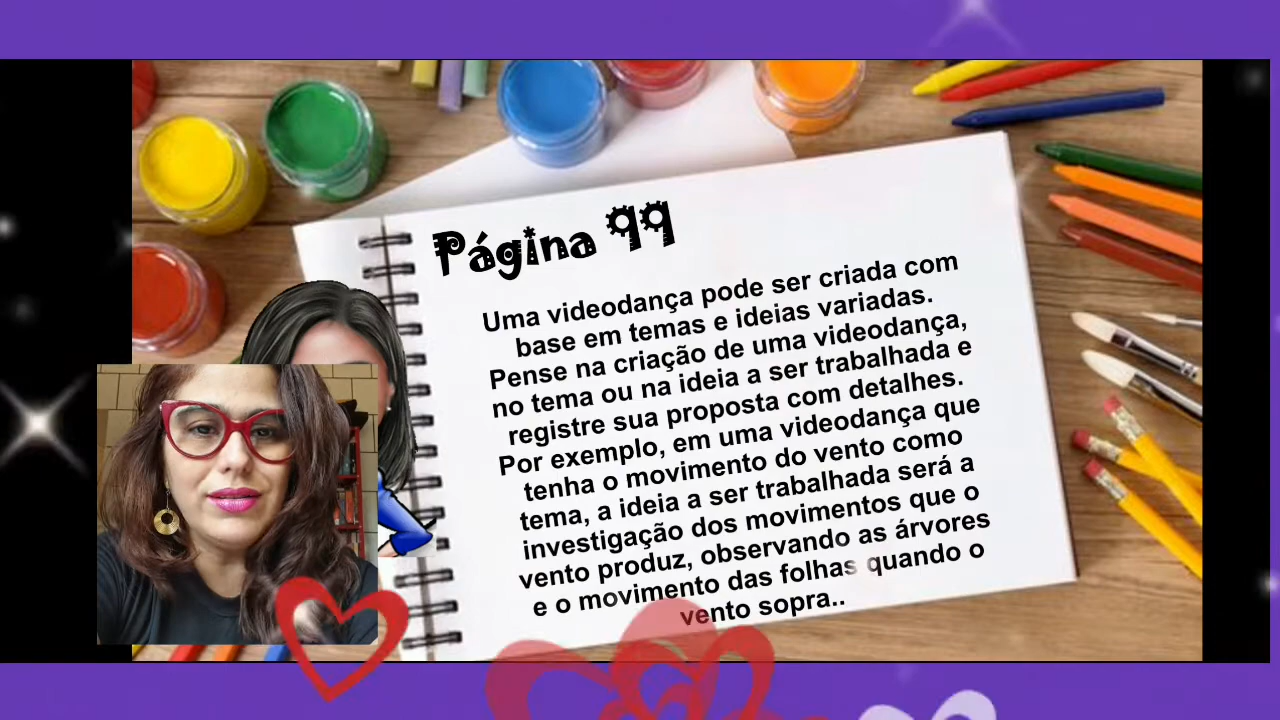 Página 99
Uma videodança pode ser criada com
base em temas e ideias variadas.
Pense na criação de uma videodança,
no tema ou na ideia a ser trabalhada e
registre sua proposta com detalhes.
Por exemplo, em uma videodança que
tenha o movimento do vento como
tema, a ideia a ser trabalhada será a
investigação dos movimentos que o
vento produz, observando as árvores
e o movimento das folhas quando o
vento sopra..